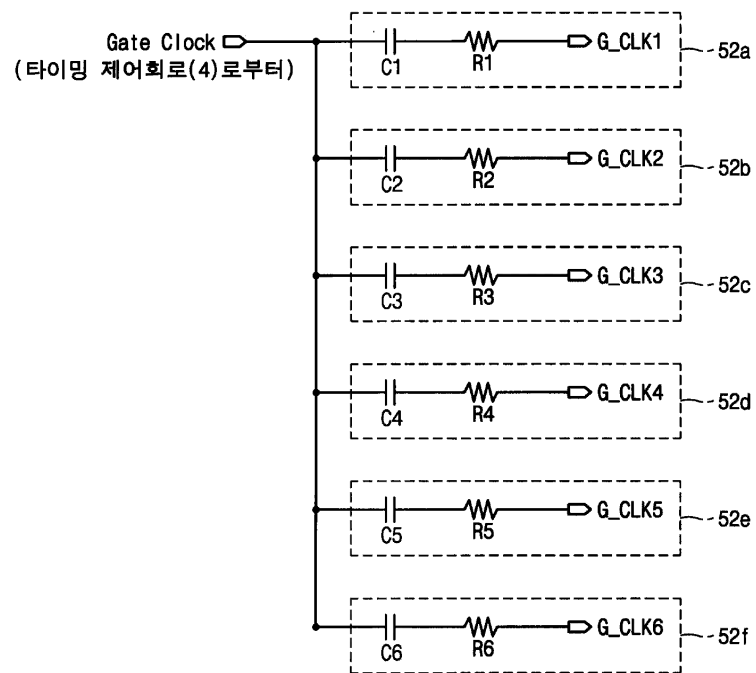 Gate Clock
(타이밍 제어회로(4)로부터)
C1 R1 G_CLK1 52a
C2 R2 G_CLK2 52b
C3 R3 G_CLK3 52c
C4 R4 G_CLK4 52d
C5 R5 G_CLK5 52e
C6 R6 G_CLK6 52f